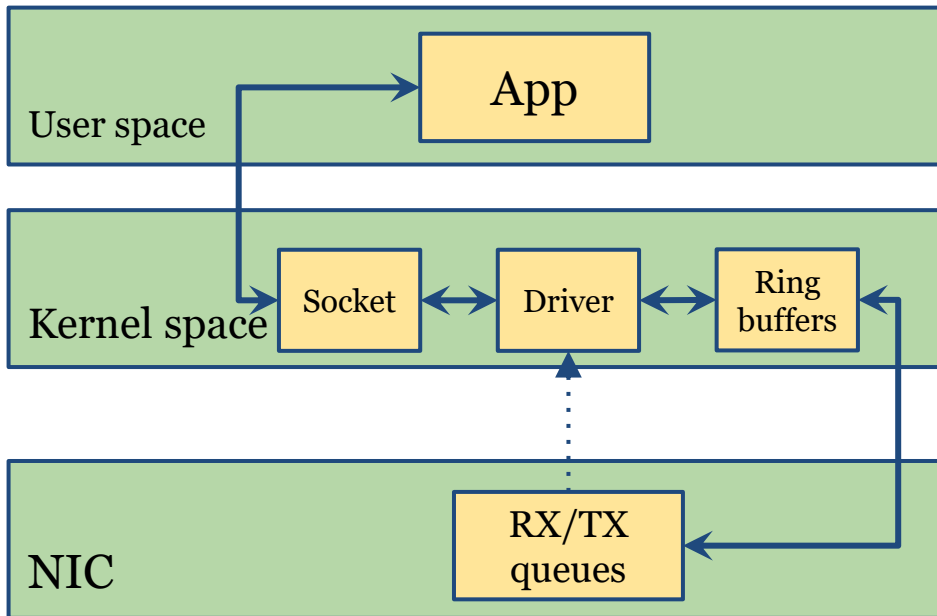 App
User space
Socket
Driver
Ring
buffers
Kernel space
RX/TX
queues
NIC